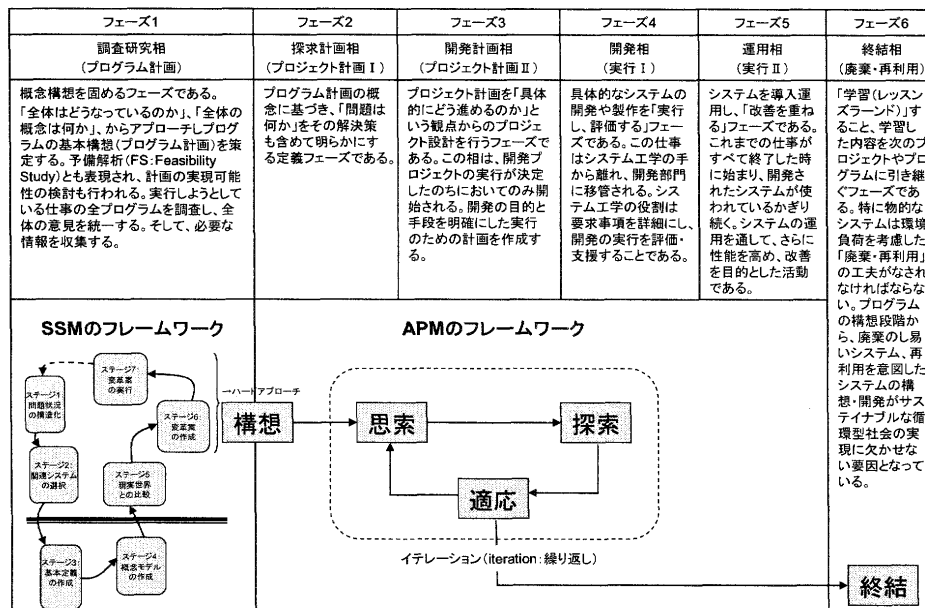 フェーズ1
フェーズ2
フェーズ3
フェーズ4
フェーズ5
フェーズ6
調査研究相
(プログラム計画)
探求計画相
(プロジェクト計画Ⅰ)
開発計画相
(プロジェクト計画Ⅱ)
開発相
(実行Ⅰ)
運用相
(実行Ⅱ)
終結相
(廃棄・再利用)
概念構想を固めるフェーズである。
「全体はどうなっているのか」、「全体の
概念は何か」、からアプローチしプログ
ラムの基本構想(プログラム計画)を策
定する。予備解析(FS:Feasibility
Study)とも表現され、計画の実現可能
性の検討も行われる。実行しようとして
いる仕事の全プログラムを調査し、全
体の意見を統一する。そして、必要な
情報を収集する。
プログラム計画の概
念に基づき、「問題は
何か」をその解決策
も含めて明らかにす
る定義フェーズである。
プロジェクト計画を「具体
的にどう進めるのか」と
いう観点からのプロジェ
クト設計を行うフェーズで
ある。この相は、開発プ
ロジェクトの実行が決定
したのちにおいてのみ開
始される。開発の目的と
手段を明確にした実行
のための計画を作成す
る。
具体的なシステムの
開発や製作を「実行
し、評価する」フェー
ズである。この仕事
はシステム工学の手
から離れ、開発部門
に移管される。シス
テム工学の役割は
要求事項を詳細にし、
開発の実行を評価・
支援することである。
システムを導入運
用し、「改善を重ね
る」フェーズである。
これまでの仕事が
すべて終了した時
に始まり、開発さ
れたシステムが使
われているかぎり
続く。システムの運
用を通して、さらに
性能を高め、改善
を目的とした活動
である。
「学習(レッスン
ズラーンド)」す
ること、学習し
た内容を次のプ
ロジェクトやプロ
グラムに引き継
ぐフェーズであ
る。特に物的な
システムは環境
負荷を考慮した
「廃棄・再利用」
の工夫がなされ
なければならな
い。プログラム
の構想段階か
ら、廃棄のし易
いシステム、再
利用を意図した
システムの構
想・開発がサス
テイナブルな循
環型社会の実
現に欠かせな
い要因となって
いる。
SSMのフレームワーク
APMのフレームワーク
ステージ7:
変革案
の実行
ステージ1:
問題状況
の構造化
ステージ6:
変革案
の作成
ステージ2:
関連システム
の選択
ステージ5:
現実世界
との比較
ステージ3:
基本定義
の作成
ステージ4:
概念モデル
の作成
→ハードアプローチ
構想
思索
探索
適応
イテレーション(iteration:繰り返し)
終結